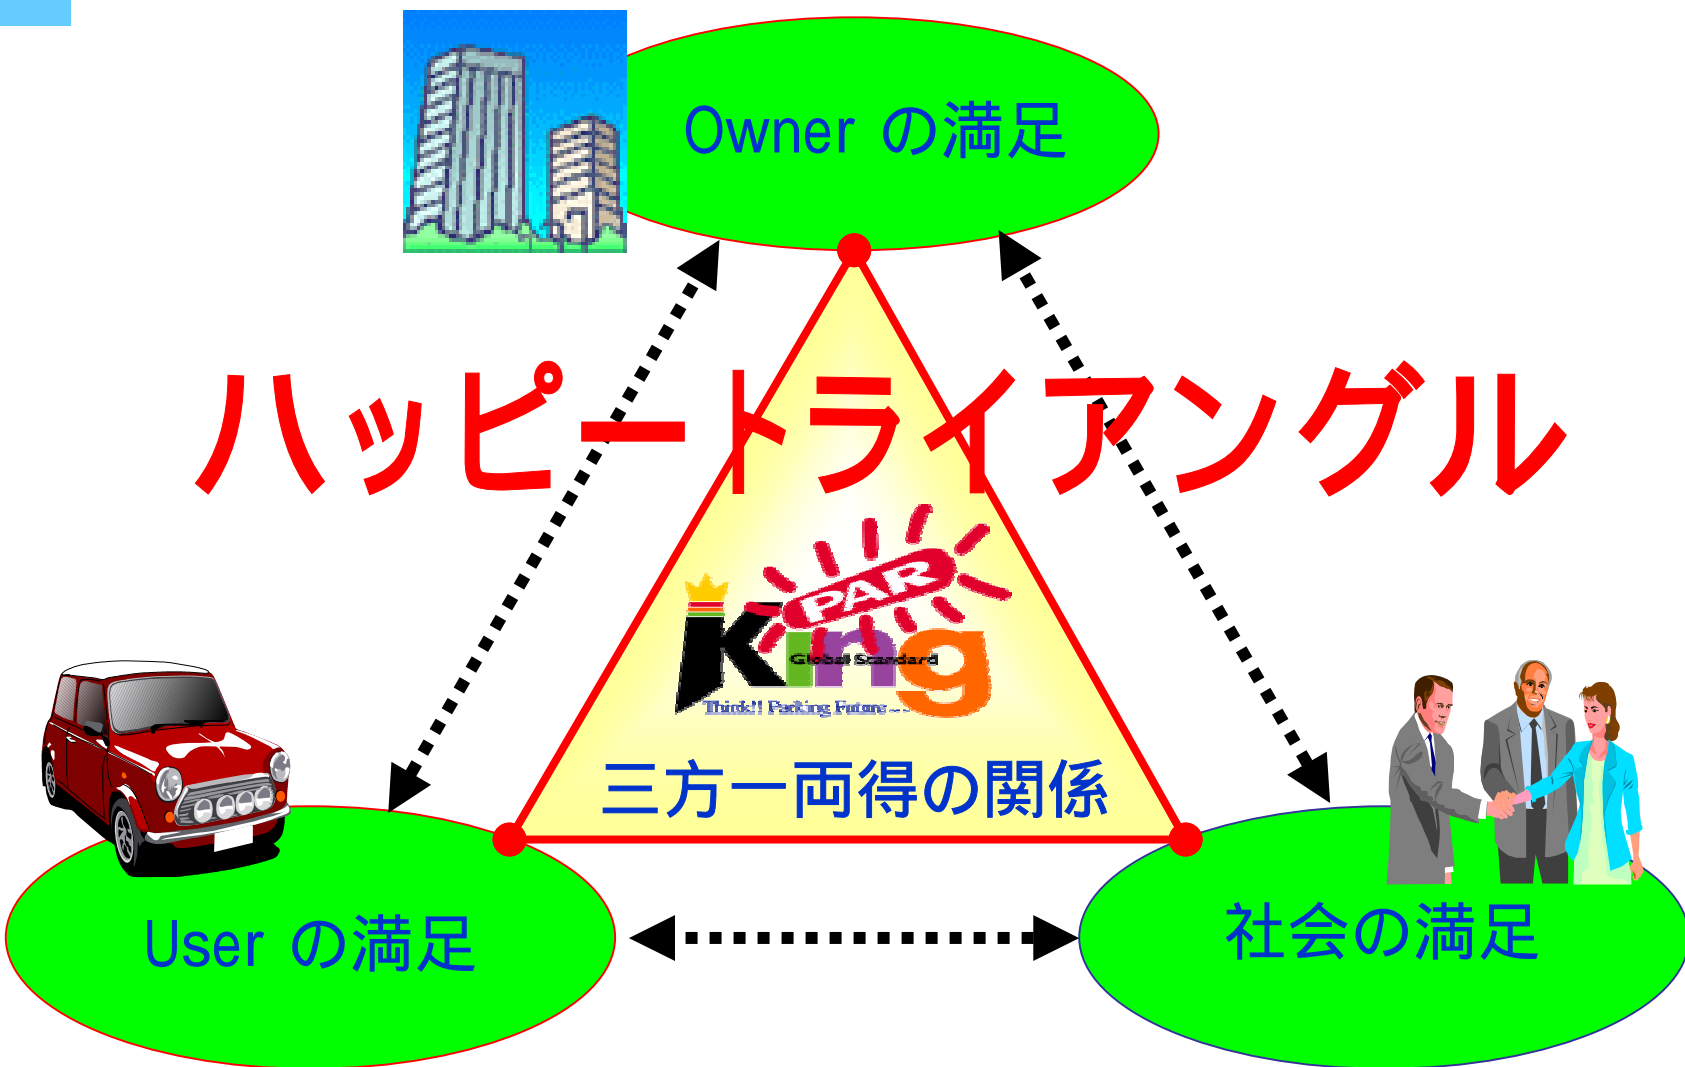 Owner の満足
ハッピートライアングル
PAR
King
Global Standard
Think!! Parking Future~~
三方一両得の関係
User の満足
社会の満足